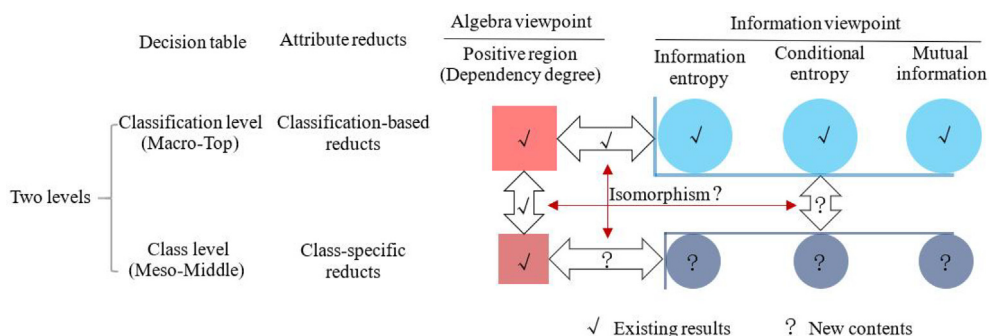 Algebra viewpoint
Information viewpoint
Decision table
Attribute reducts
Positive region
(Dependency degree)
Information
entropy
Conditional
entropy
Mutual
information
Two levels
Classification level
(Macro-Top)
Classification-based
reducts
√
√
√
√
√
√
Isomorphism ?
?
Class level
(Meso-Middle)
Class-specific
reducts
√
?
?
?
?
√ Existing results
? New contents